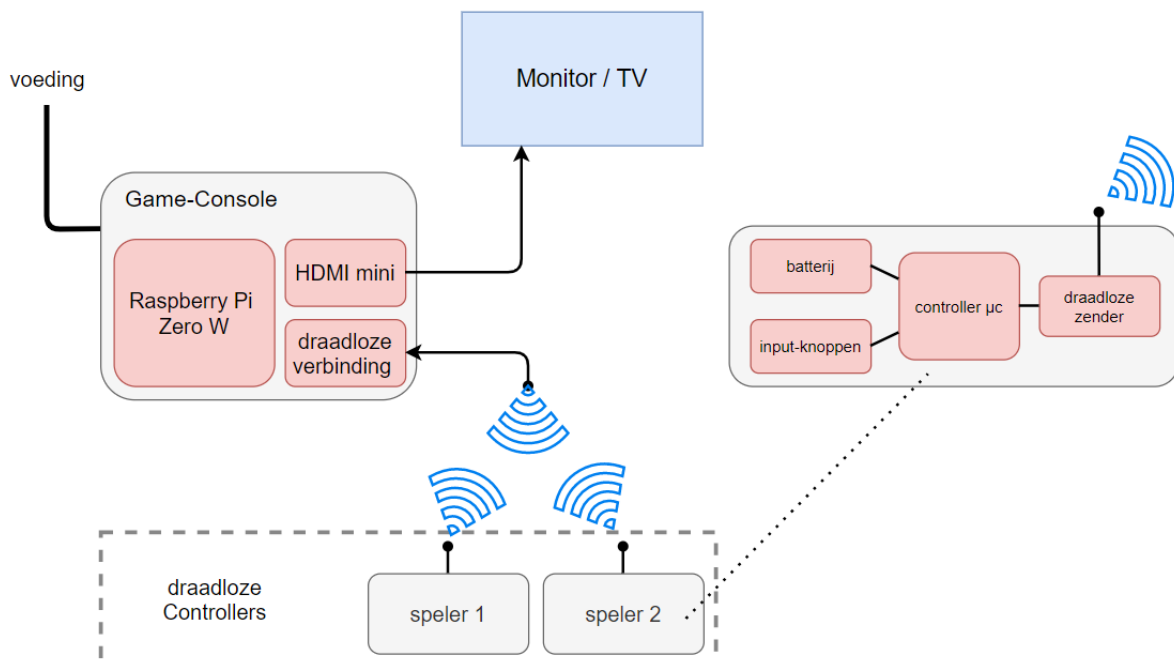 voeding
Monitor / TV
Game-Console
Raspberry Pi
Zero W
HDMI mini
draadloze
verbinding
batterij
input-knoppen
controller µc
draadloze
zender
draadloze
Controllers
speler 1
speler 2